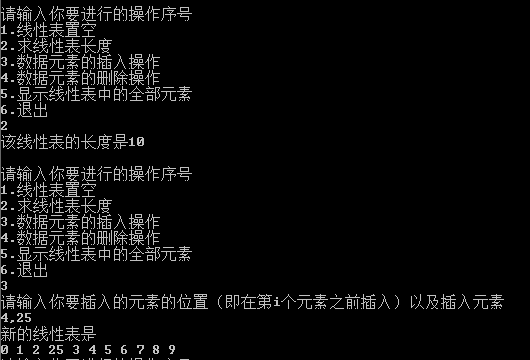 请输入你要进行的操作序号
1.线性表置空
2.求线性表长度
3.数据元素的插入操作
4.数据元素的删除操作
5.显示线性表中的全部元素
6.退出
2
该线性表的长度是10
请输入你要进行的操作序号
1.线性表置空
2.求线性表长度
3.数据元素的插入操作
4.数据元素的删除操作
5.显示线性表中的全部元素
6.退出
3
请输入你要插入的元素的位置（即在第i个元素之前插入）以及插入元素
4,25
新的线性表是
0 1 2 25 3 4 5 6 7 8 9